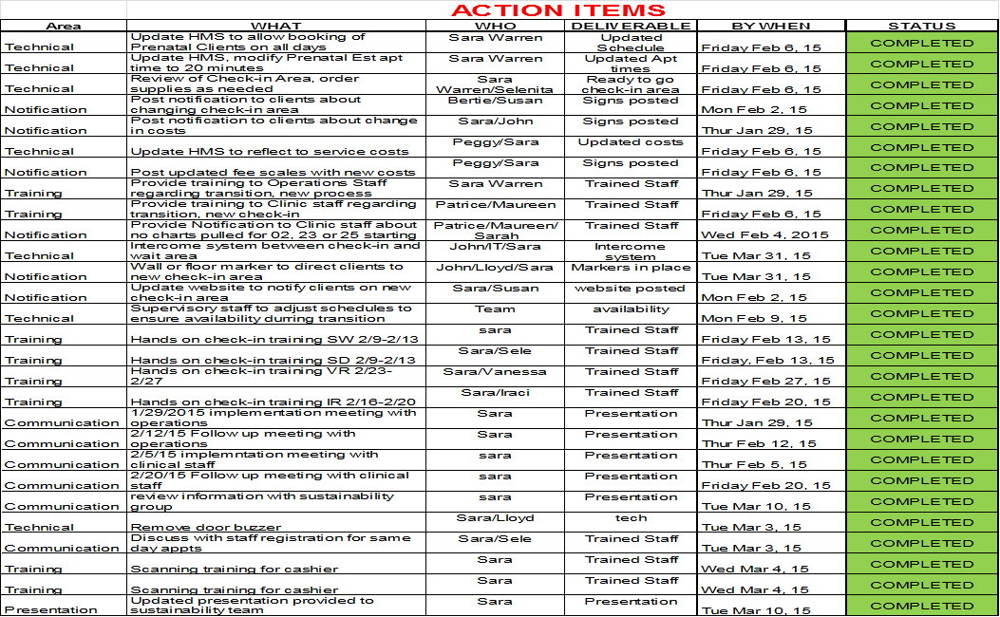 ACTION ITEMS
Area WHAT WHO DELIVERABLE BY WHEN STATUS
Technical Update HMS to allow booking of Prenatal Clients on all days Sara Warren Updated Schedule Friday Feb 6, 15 COMPLETED
Technical Update HMS, modify Prenatal Est apt time to 20 minutes Sara Warren Updated Apt times Friday Feb 6, 15 COMPLETED
Technical Review of Check-in Area, order supplies as needed Sara Warren/Selenita Ready to go check-in area Friday Feb 6, 15 COMPLETED
Notification Post notification to clients about changing check-in area Bertie/Susan Signs posted Mon Feb 2, 15 COMPLETED
Notification Post notification to clients about change in costs Sara/John Signs posted Thur Jan 29, 15 COMPLETED
Technical Update HMS to reflect to service costs Peggy/Sara Updated costs Friday Feb 6, 15 COMPLETED
Notification Post updated fee scales with new costs Peggy/Sara Signs posted Friday Feb 6, 15 COMPLETED
Training Provide training to Operations Staff regarding transition, new process Sara Warren Trained Staff Thur Jan 29, 15 COMPLETED
Training Provide training to Clinic staff regarding transition, new check-in Patrice/Maureen Trained Staff Friday Feb 6, 15 COMPLETED
Notification Provide Notification to Clinic staff about no charts pulled for 02, 23 or 25 starting Patrice/Maureen/Sarah Trained Staff Wed Feb 4, 2015 COMPLETED
Technical Intercome system between check-in and wait area John/IT/Sara Intercome system Tue Mar 31, 15 COMPLETED
Notification Wall or floor marker to direct clients to new check-in area John/Lloyd/Sara Markers in place Tue Mar 31, 15 COMPLETED
Notification Update website to notify clients on new check-in area Sara/Susan website posted Mon Feb 2, 15 COMPLETED
Technical Supervisory staff to adjust schedules to ensure availability durring transition Team availability Mon Feb 9, 15 COMPLETED
Training Hands on check-in training SW 2/9-2/13 sara Trained Staff Friday Feb 13, 15 COMPLETED
Training Hands on check-in training SD 2/9-2/13 Sara/Sele Trained Staff Friday, Feb 13, 15 COMPLETED
Training Hands on check-in training VR 2/23-2/27 Sara/Vanessa Trained Staff Friday Feb 27, 15 COMPLETED
Training Hands on check-in training IR 2/16-2/20 Sara/Iraci Trained Staff Friday Feb 20, 15 COMPLETED
Communication 1/29/2015 implementation meeting with operations Sara Presentation Thur Jan 29, 15 COMPLETED
Communication 2/12/15 Follow up meeting with operations Sara Presentation Thur Feb 12, 15 COMPLETED
Communication 2/5/15 implemntation meeting with clinical staff sara Presentation Thur Feb 5, 15 COMPLETED
Communication 2/20/15 Follow up meeting with clinical staff sara Presentation Friday Feb 20, 15 COMPLETED
Communication review information with sustainability group sara Presentation Tue Mar 10, 15 COMPLETED
Technical Remove door buzzer Sara/Lloyd tech Tue Mar 3, 15 COMPLETED
Communication Discuss with staff registration for same day appts Sara/Sele Trained Staff Tue Mar 3, 15 COMPLETED
Training Scanning training for cashier Sara Trained Staff Wed Mar 4, 15 COMPLETED
Training Scanning training for cashier Sara Trained Staff Wed Mar 4, 15 COMPLETED
Presentation Updated presentation provided to sustainability team Sara Presentation Tue Mar 10, 15 COMPLETED